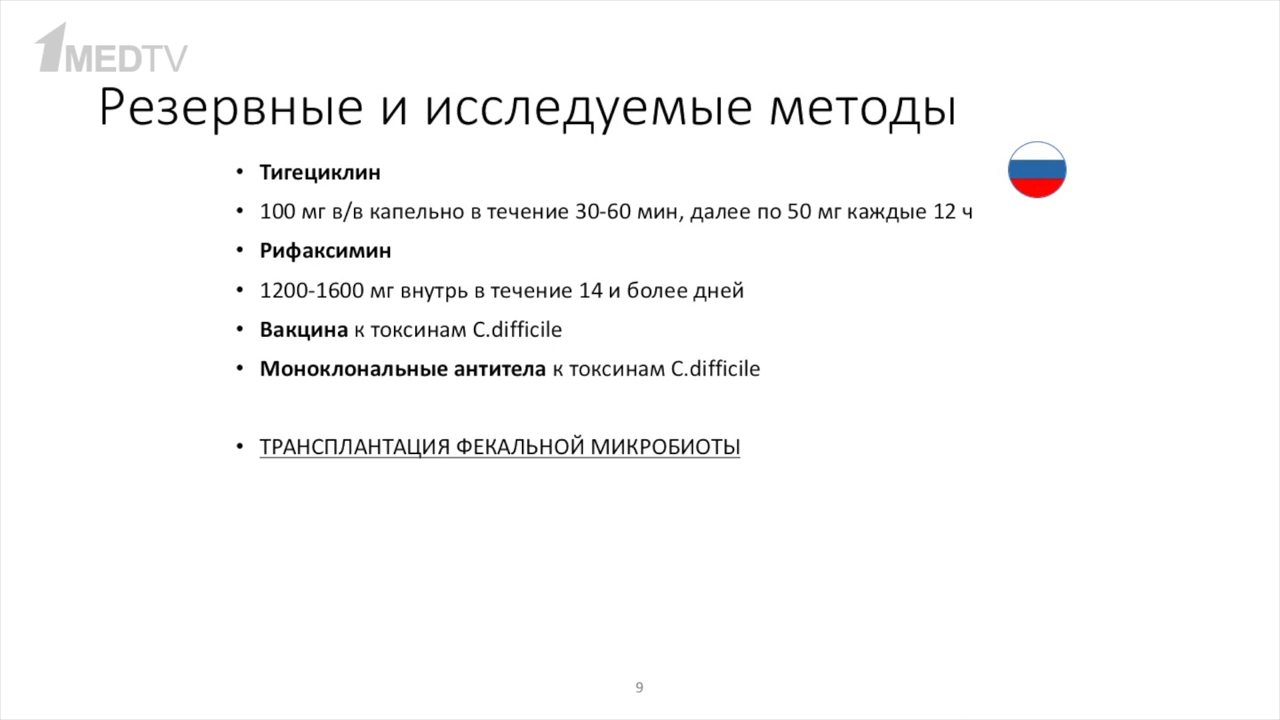 1MEDTV
Резервные и исследуемые методы
• Тигециклин
• 100 мг в/в капельно в течение 30-60 мин, далее по 50 мг каждые 12 ч
• Рифаксимин
• 1200-1600 мг внутрь в течение 14 и более дней
• Вакцина к токсинам C.difficile
• Моноклональные антитела к токсинам C.difficile
• ТРАНСПЛАНТАЦИЯ ФЕКАЛЬНОЙ МИКРОБИОТЫ
9